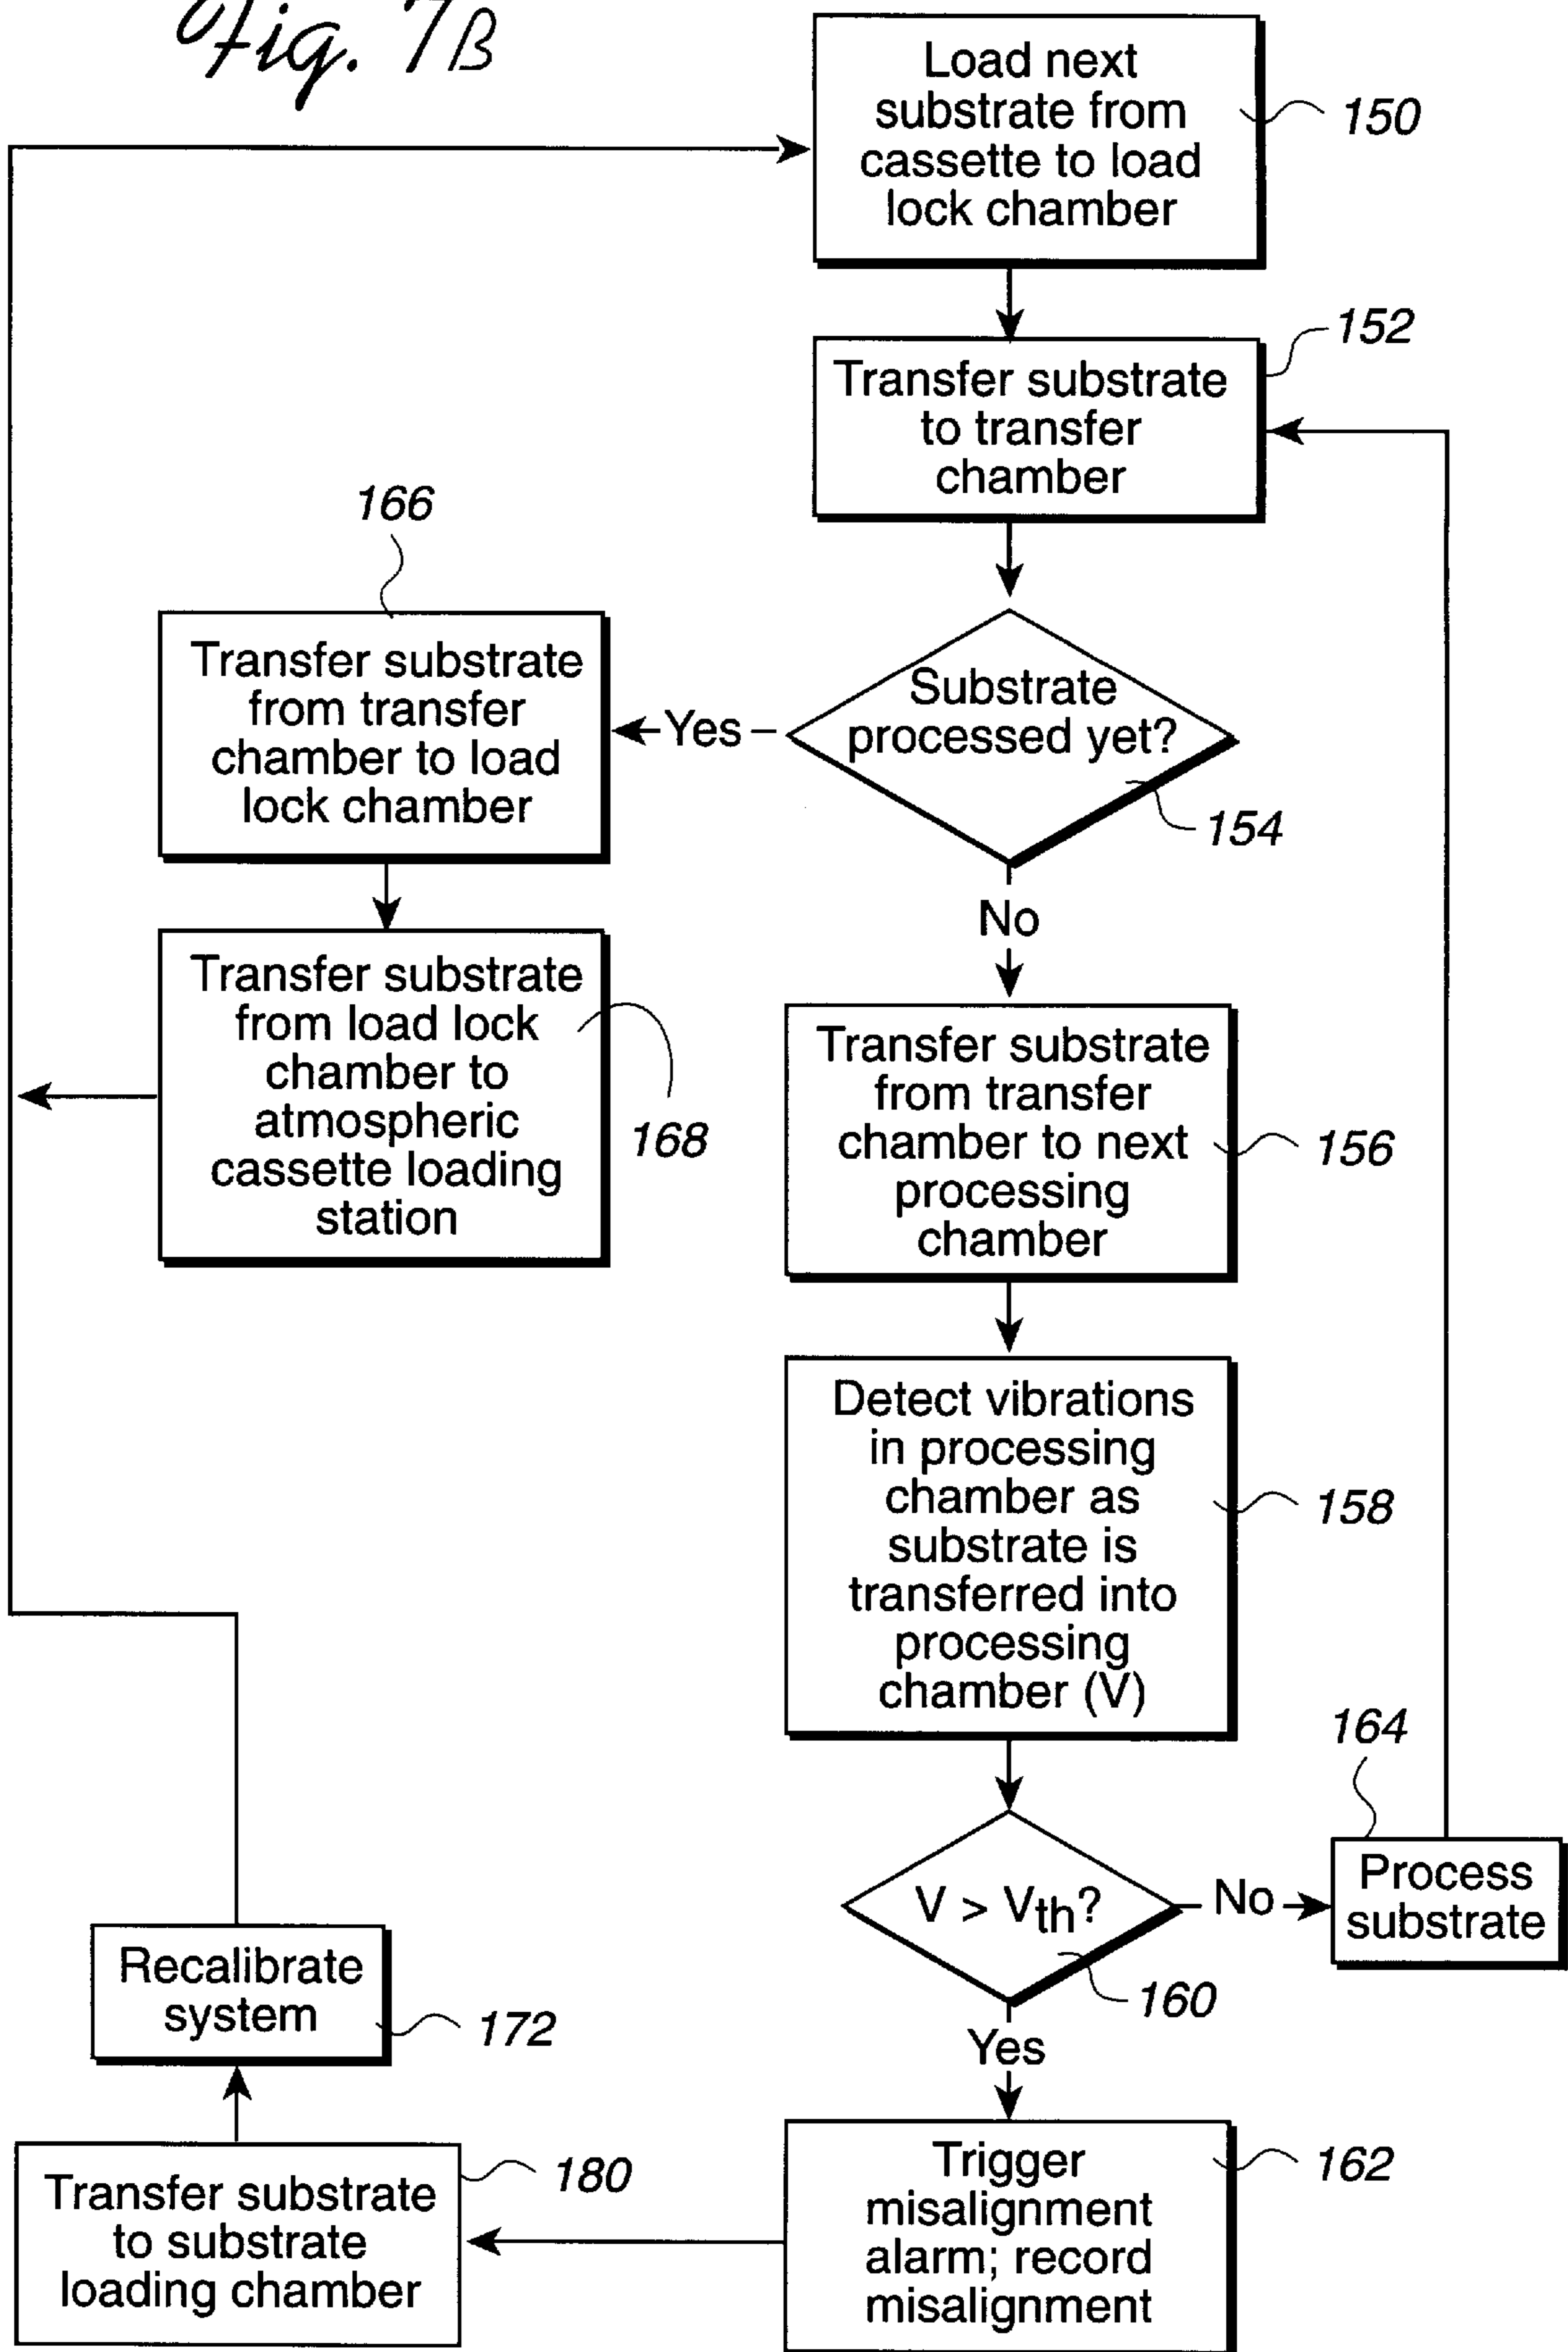 Fig. 7B
Load next
substrate from
cassette to load
lock chamber
150
152
Transfer substrate
to transfer
chamber
166
Transfer substrate
from transfer
chamber to load
lock chamber
Yes
Substrate
processed yet?
154
No
Transfer substrate
from load lock
chamber to
atmospheric
cassette loading
station
168
Transfer substrate
from transfer
chamber to next
processing
chamber
156
Detect vibrations
in processing
chamber as
substrate is
transferred into
processing
chamber (V)
158
164
V > Vth?
No
Process
substrate
160
Yes
Recalibrate
system
172
Transfer substrate
to substrate
loading chamber
180
Trigger
misalignment
alarm; record
misalignment
162